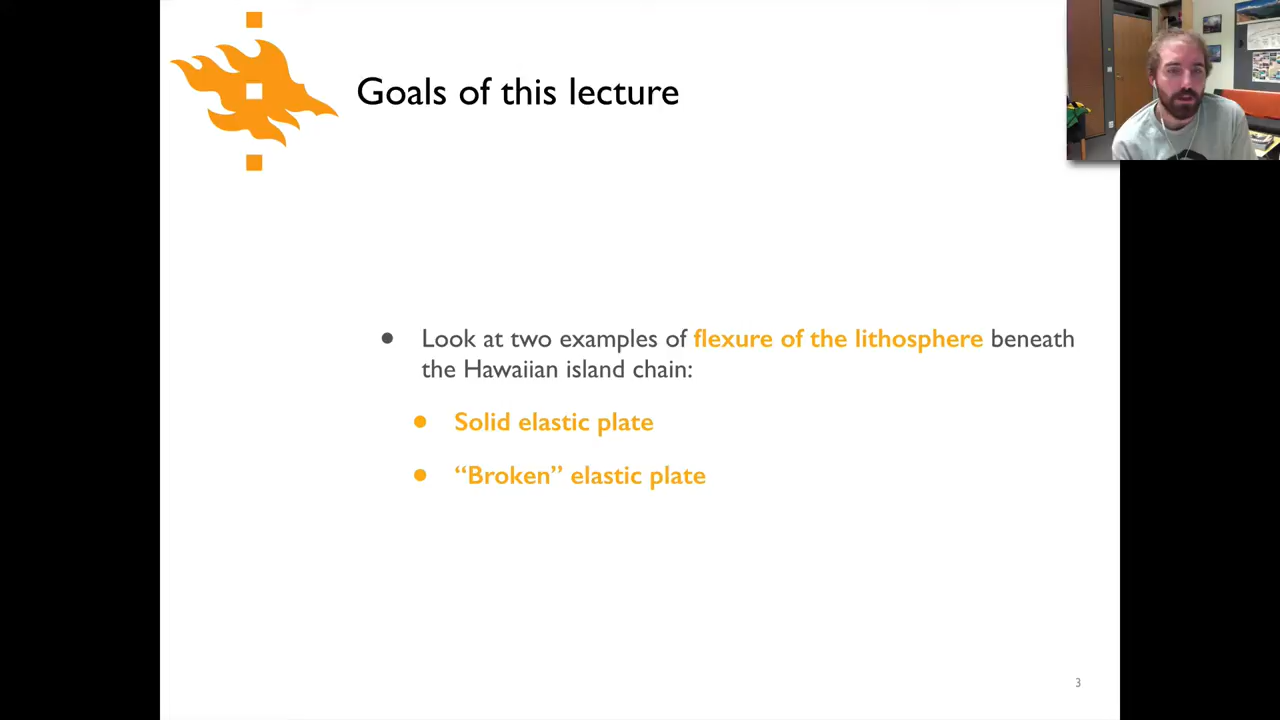 Goals of this lecture
● Look at two examples of flexure of the lithosphere beneath
the Hawaiian island chain:
● Solid elastic plate
● “Broken” elastic plate
3